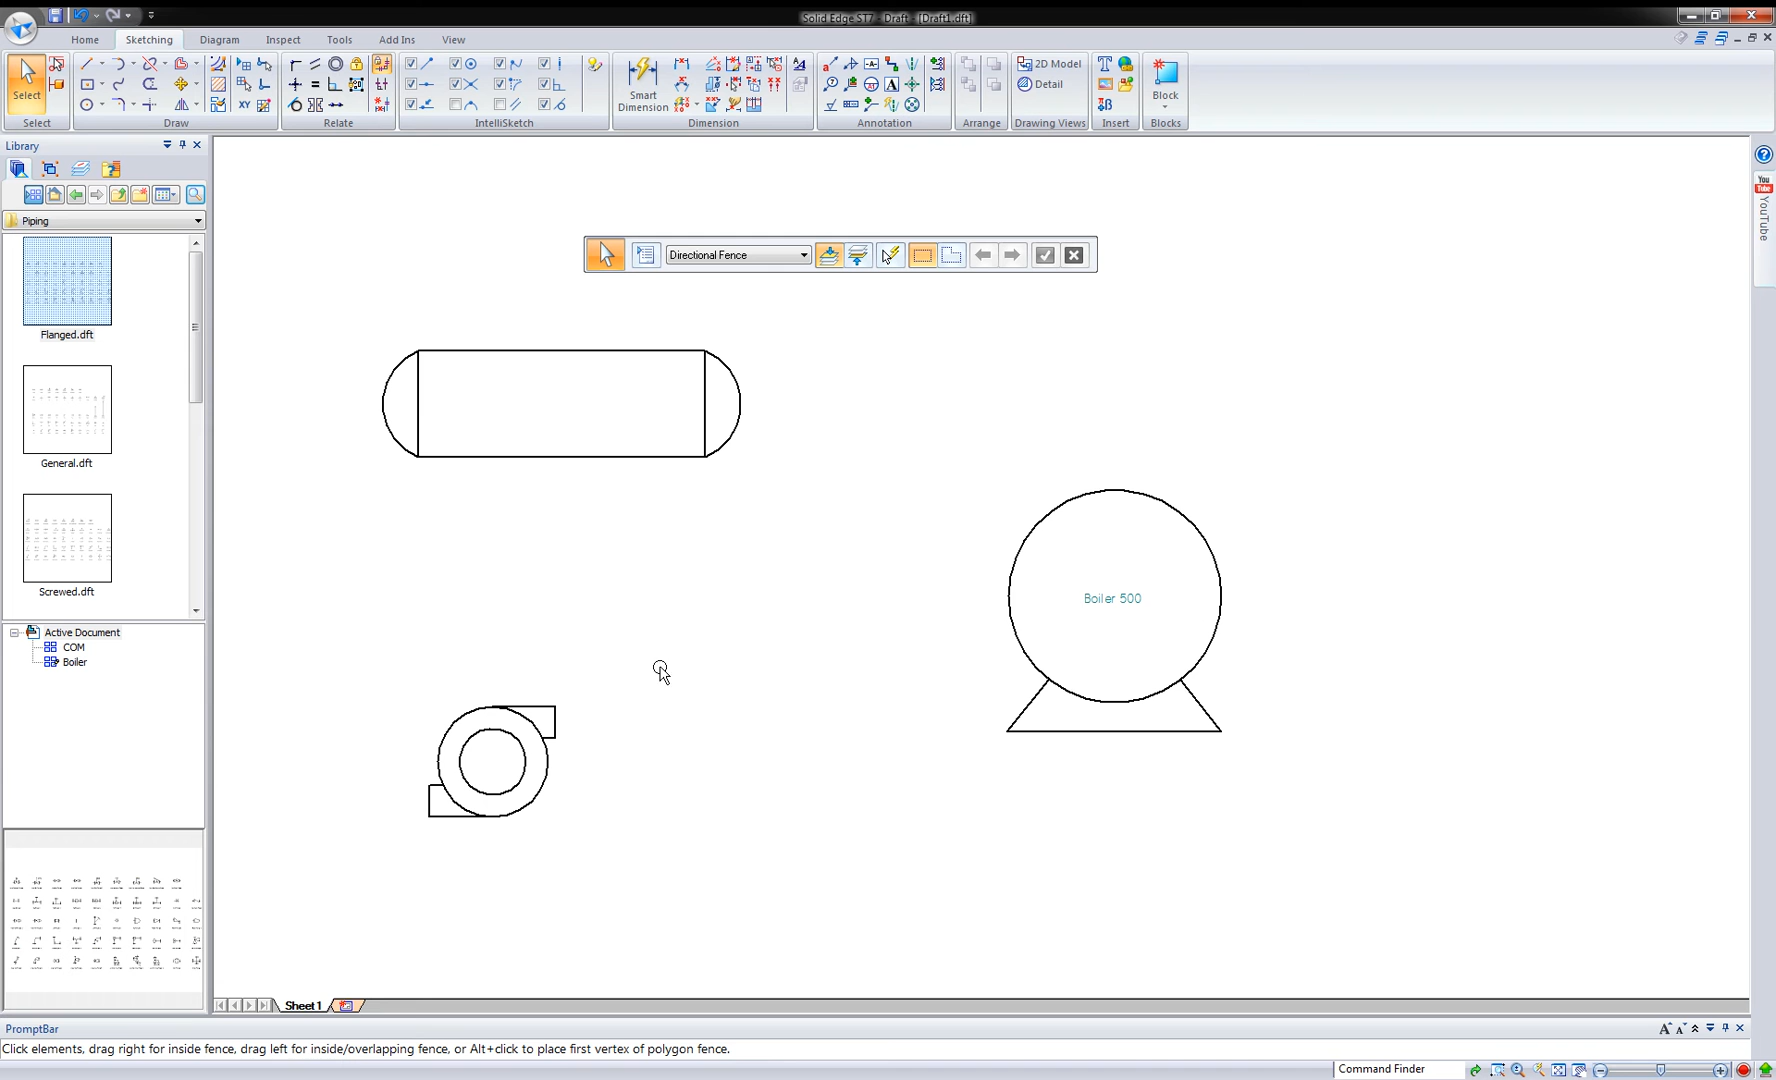 Solid Edge ST7 - Draft - [Draft1.dft]
Home
Sketching
Diagram
Inspect
Tools
Add Ins
View
Select
Smart
Dimension
2D Model
Detail
Block
Select
Draw
Relate
IntelliSketch
Dimension
Annotation
Arrange
Drawing Views
Insert
Blocks
Library
Piping
Flanged.dft
General.dft
Screwed.dft
Active Document
COM
Boiler
Directional Fence
Boiler 500
You
Tube
YouTube
Sheet1
PromptBar
Click elements, drag right for inside fence, drag left for inside/overlapping fence, or Alt+click to place first vertex of polygon fence.
Command Finder